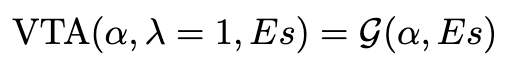 VTA(α, λ = 1, Es) = 𝒢(α, Es)